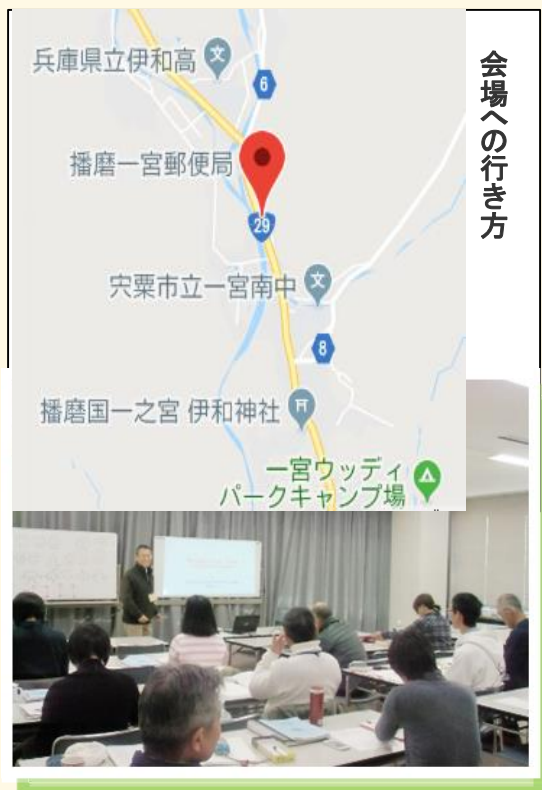 会場への行き方
兵庫県立伊和高
6
播磨一宮郵便局
29
宍粟市立一宮南中
文
文
8
播磨国一之宮 伊和神社
一宮ウッディ
パークキャンプ場